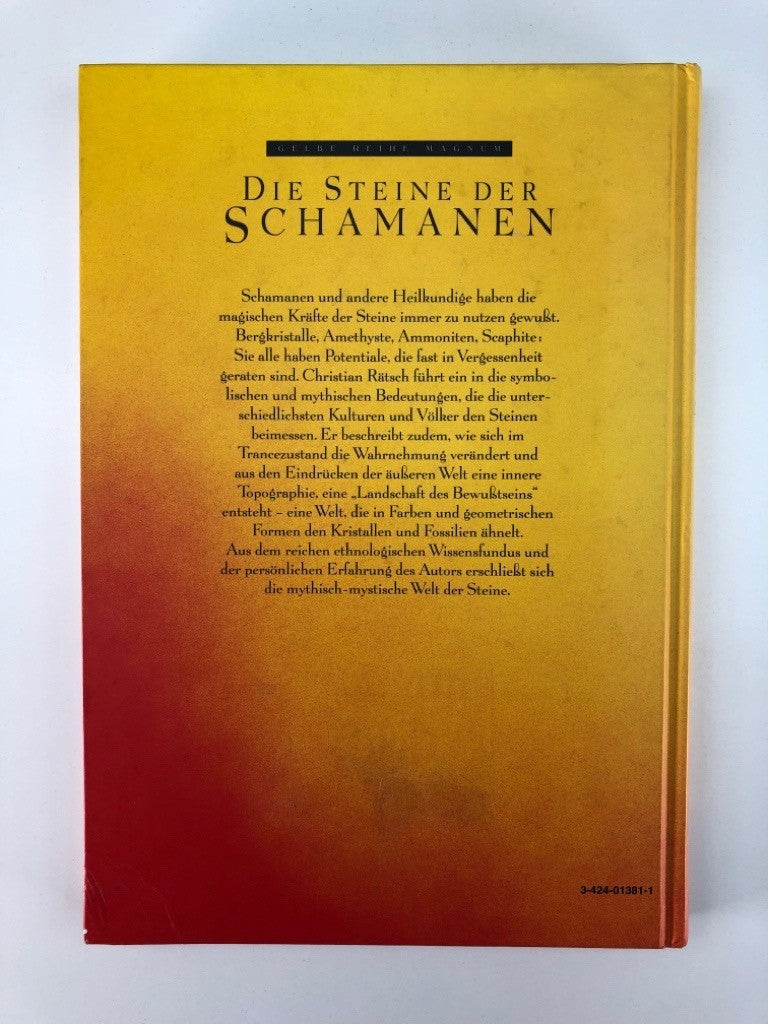 GELBE REIHE MAGNUM
DIE STEINE DER
SCHAMANEN
Schamanen und andere Heilkundige haben die
magischen Kräfte der Steine immer zu nutzen gewußt.
Bergkristalle, Amethyste, Ammoniten, Scaphite:
Sie alle haben Potentiale, die fast in Vergessenheit
geraten sind. Christian Rätsch führt ein in die symbo-
lischen und mythischen Bedeutungen, die die unter-
schiedlichsten Kulturen und Völker den Steinen
beimessen. Er beschreibt zudem, wie sich im
Trancezustand die Wahrnehmung verändert und
aus den Eindrücken der äußeren Welt eine innere
Topographie, eine „Landschaft des Bewußtseins“
entsteht – eine Welt, die in Farben und geometrischen
Formen den Kristallen und Fossilien ähnelt.
Aus dem reichen ethnologischen Wissensfundus und
der persönlichen Erfahrung des Autors erschließt sich
die mythisch-mystische Welt der Steine.
3-424-01381-1